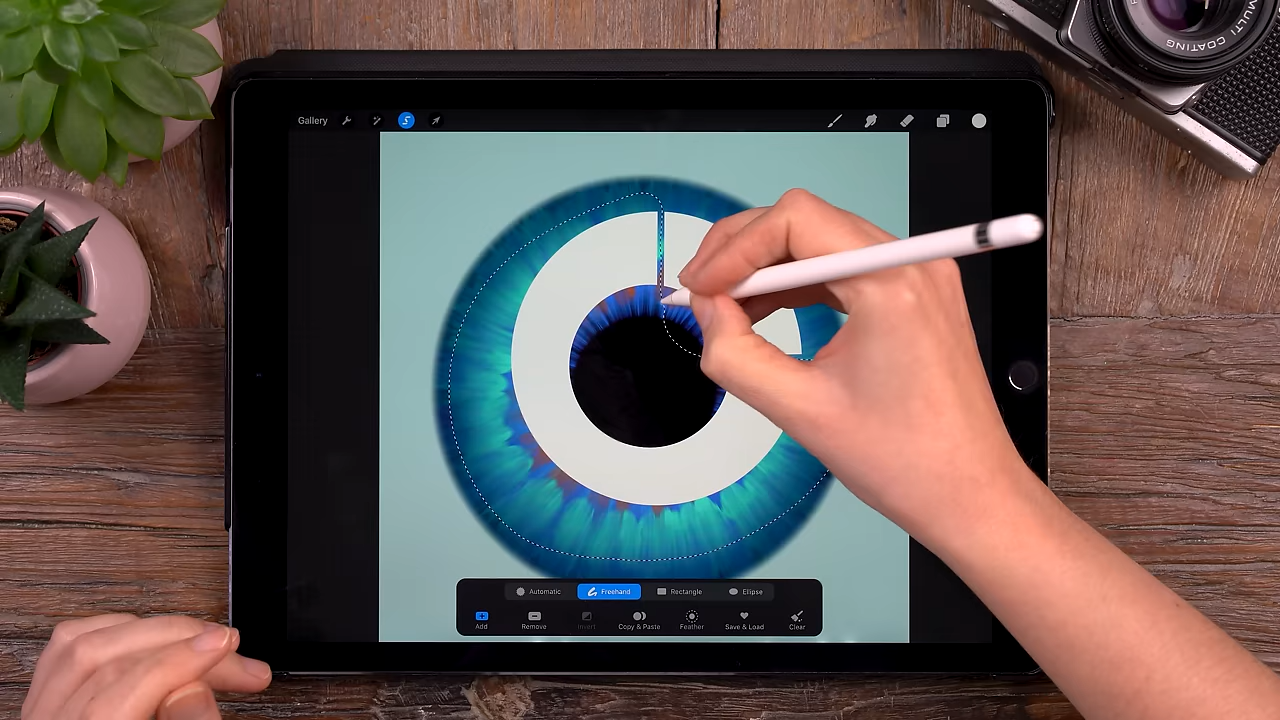 MULTI COATING
Gallery
Automatic
Freehand
Rectangle
Ellipse
Add
Remove
Invert
Copy & Paste
Feather
Save & Load
Clear